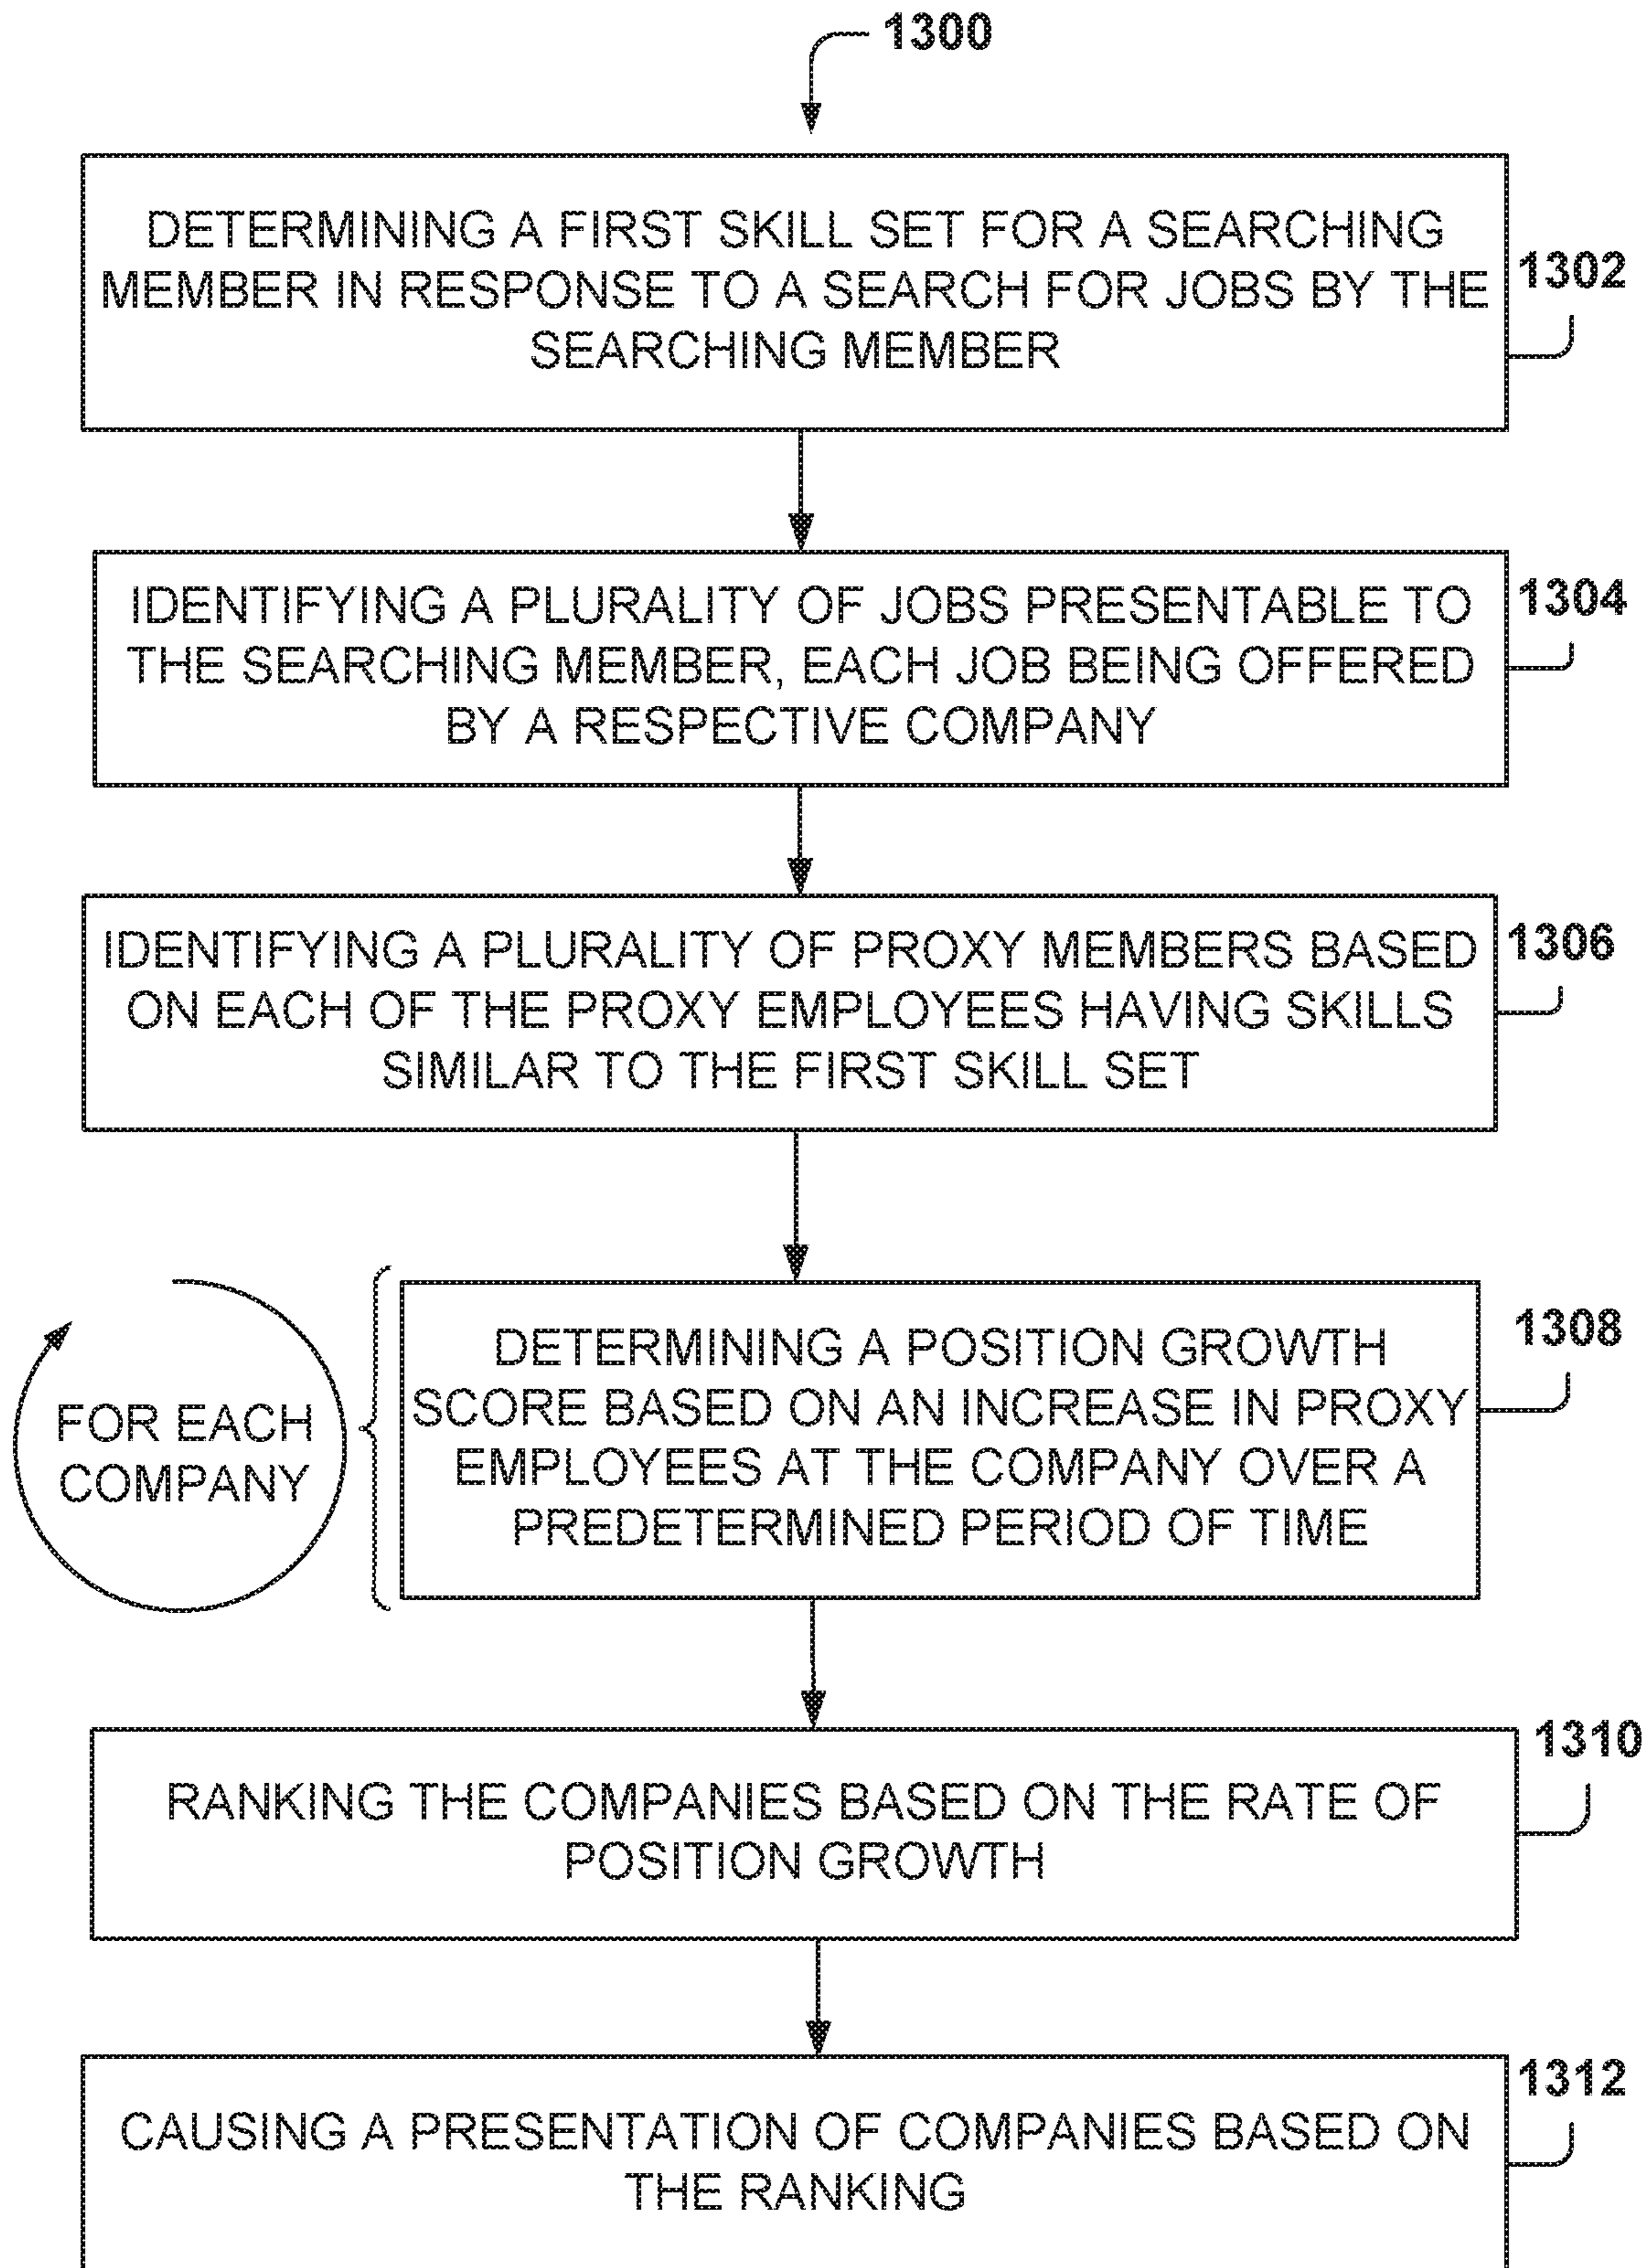 1300
DETERMINING A FIRST SKILL SET FOR A SEARCHING
MEMBER IN RESPONSE TO A SEARCH FOR JOBS BY THE
SEARCHING MEMBER
1302
IDENTIFYING A PLURALITY OF JOBS PRESENTABLE TO
THE SEARCHING MEMBER, EACH JOB BEING OFFERED
BY A RESPECTIVE COMPANY
1304
IDENTIFYING A PLURALITY OF PROXY MEMBERS BASED
ON EACH OF THE PROXY EMPLOYEES HAVING SKILLS
SIMILAR TO THE FIRST SKILL SET
1306
FOR EACH
COMPANY
DETERMINING A POSITION GROWTH
SCORE BASED ON AN INCREASE IN PROXY
EMPLOYEES AT THE COMPANY OVER A
PREDETERMINED PERIOD OF TIME
1308
RANKING THE COMPANIES BASED ON THE RATE OF
POSITION GROWTH
1310
CAUSING A PRESENTATION OF COMPANIES BASED ON
THE RANKING
1312